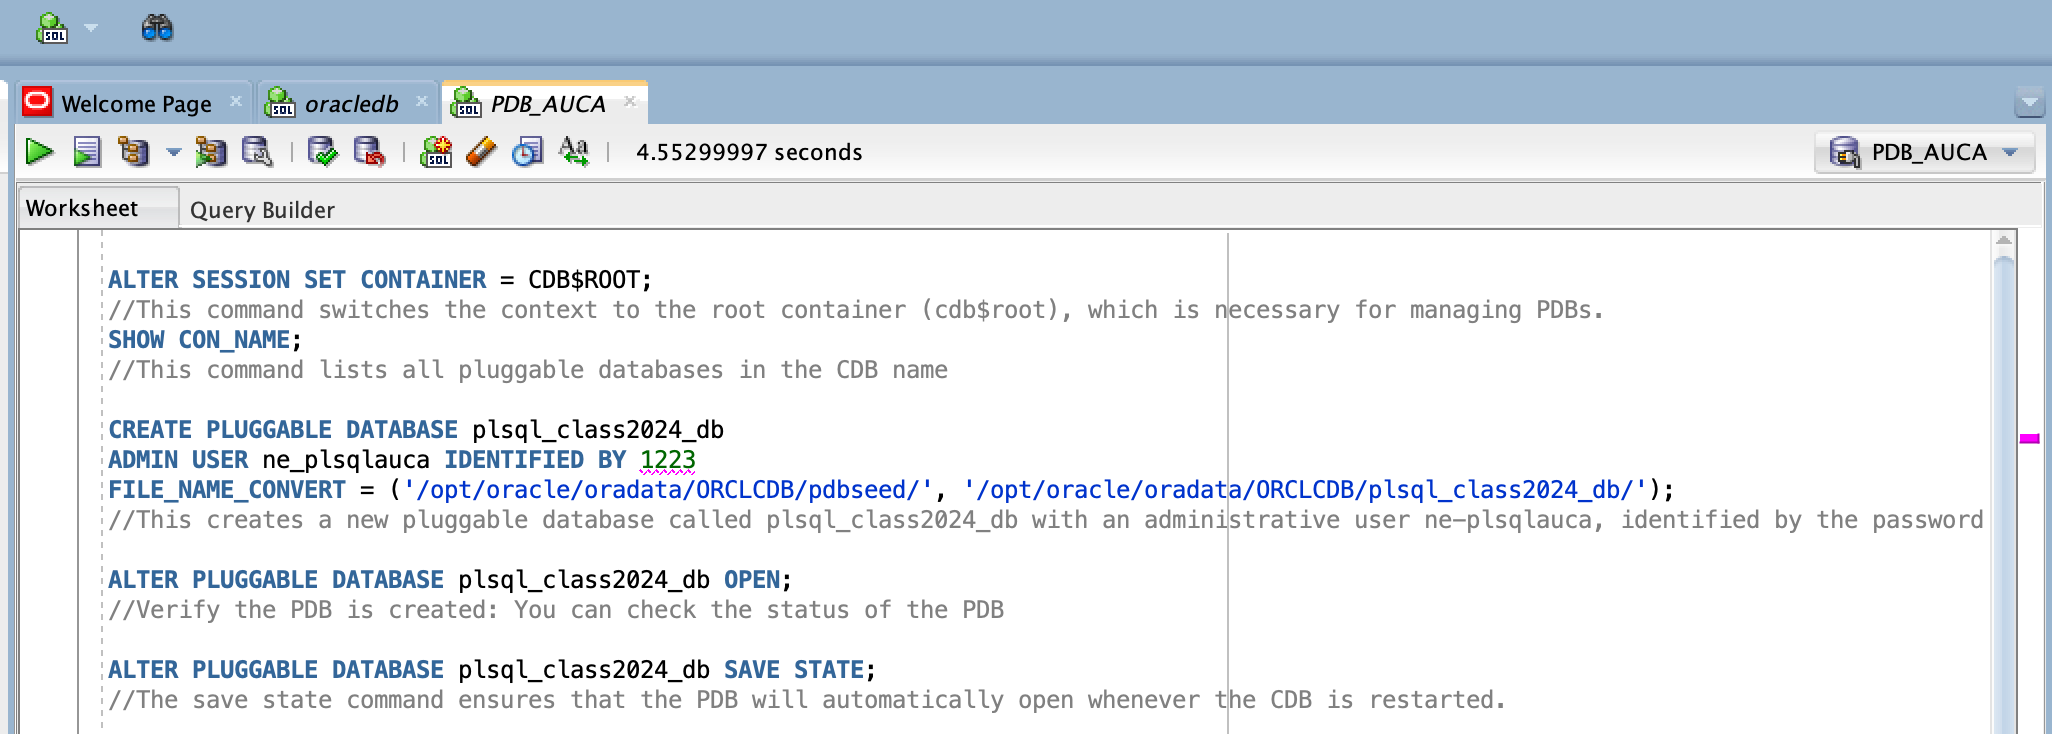 SQL
Welcome Page
SQL oracledb
SQL PDB_AUCA
SQL Aa 4.55299997 seconds
PDB_AUCA
Worksheet
Query Builder
ALTER SESSION SET CONTAINER = CDB$ROOT;
//This command switches the context to the root container (cdb$root), which is necessary for managing PDBs.
SHOW CON_NAME;
//This command lists all pluggable databases in the CDB name
CREATE PLUGGABLE DATABASE plsql_class2024_db
ADMIN USER ne_plsqlauca IDENTIFIED BY 1223
FILE_NAME_CONVERT = ('/opt/oracle/oradata/ORCLCDB/pdbseed/', '/opt/oracle/oradata/ORCLCDB/plsql_class2024_db/');
//This creates a new pluggable database called plsql_class2024_db with an administrative user ne-plsqlauca, identified by the password
ALTER PLUGGABLE DATABASE plsql_class2024_db OPEN;
//Verify the PDB is created: You can check the status of the PDB
ALTER PLUGGABLE DATABASE plsql_class2024_db SAVE STATE;
//The save state command ensures that the PDB will automatically open whenever the CDB is restarted.